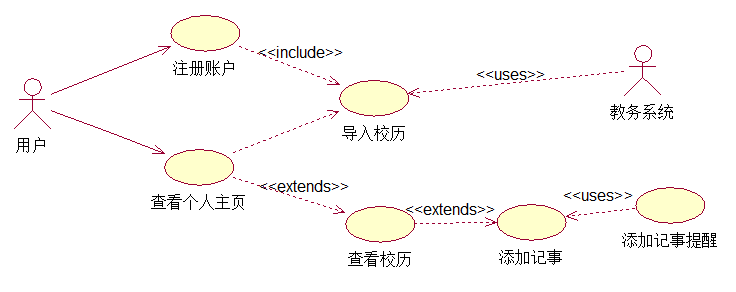 注册账户
<<include>>
用户
导入校历
<<uses>>
教务系统
查看个人主页
<<extends>>
查看校历
<<extends>>
添加记事
<<uses>>
添加记事提醒